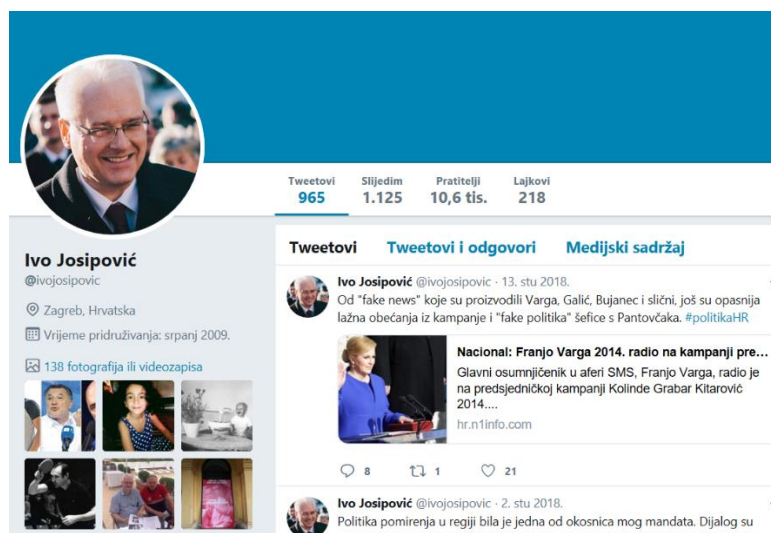 Tweetovi Slijedim Pratitelji Lajkovi
965 1.125 10,6 tis. 218
Ivo Josipović
@ivojosipovic
Zagreb, Hrvatska
Vrijeme pridruživanja: srpanj 2009.
138 fotografija ili videozapisa
Tweetovi Tweetovi i odgovori Medijski sadržaj
Ivo Josipović @ivojosipovic · 13. stu 2018.
Od "fake news" koje su proizvodili Varga, Galić, Bujanec i slični, još su opasnija
lažna obećanja iz kampanje i "fake politika" šefice s Pantovčaka. #politikaHR
Nacional: Franjo Varga 2014. radio na kampanji pre...
Glavni osumnjičenik u aferi SMS, Franjo Varga, radio je
na predsjedničkoj kampanji Kolinde Grabar Kitarović
2014....
hr.n1info.com
8 1 21
Ivo Josipović @ivojosipovic · 2. stu 2018.
Politika pomirenja u regiji bila je jedna od okosnica mog mandata. Dijalog su